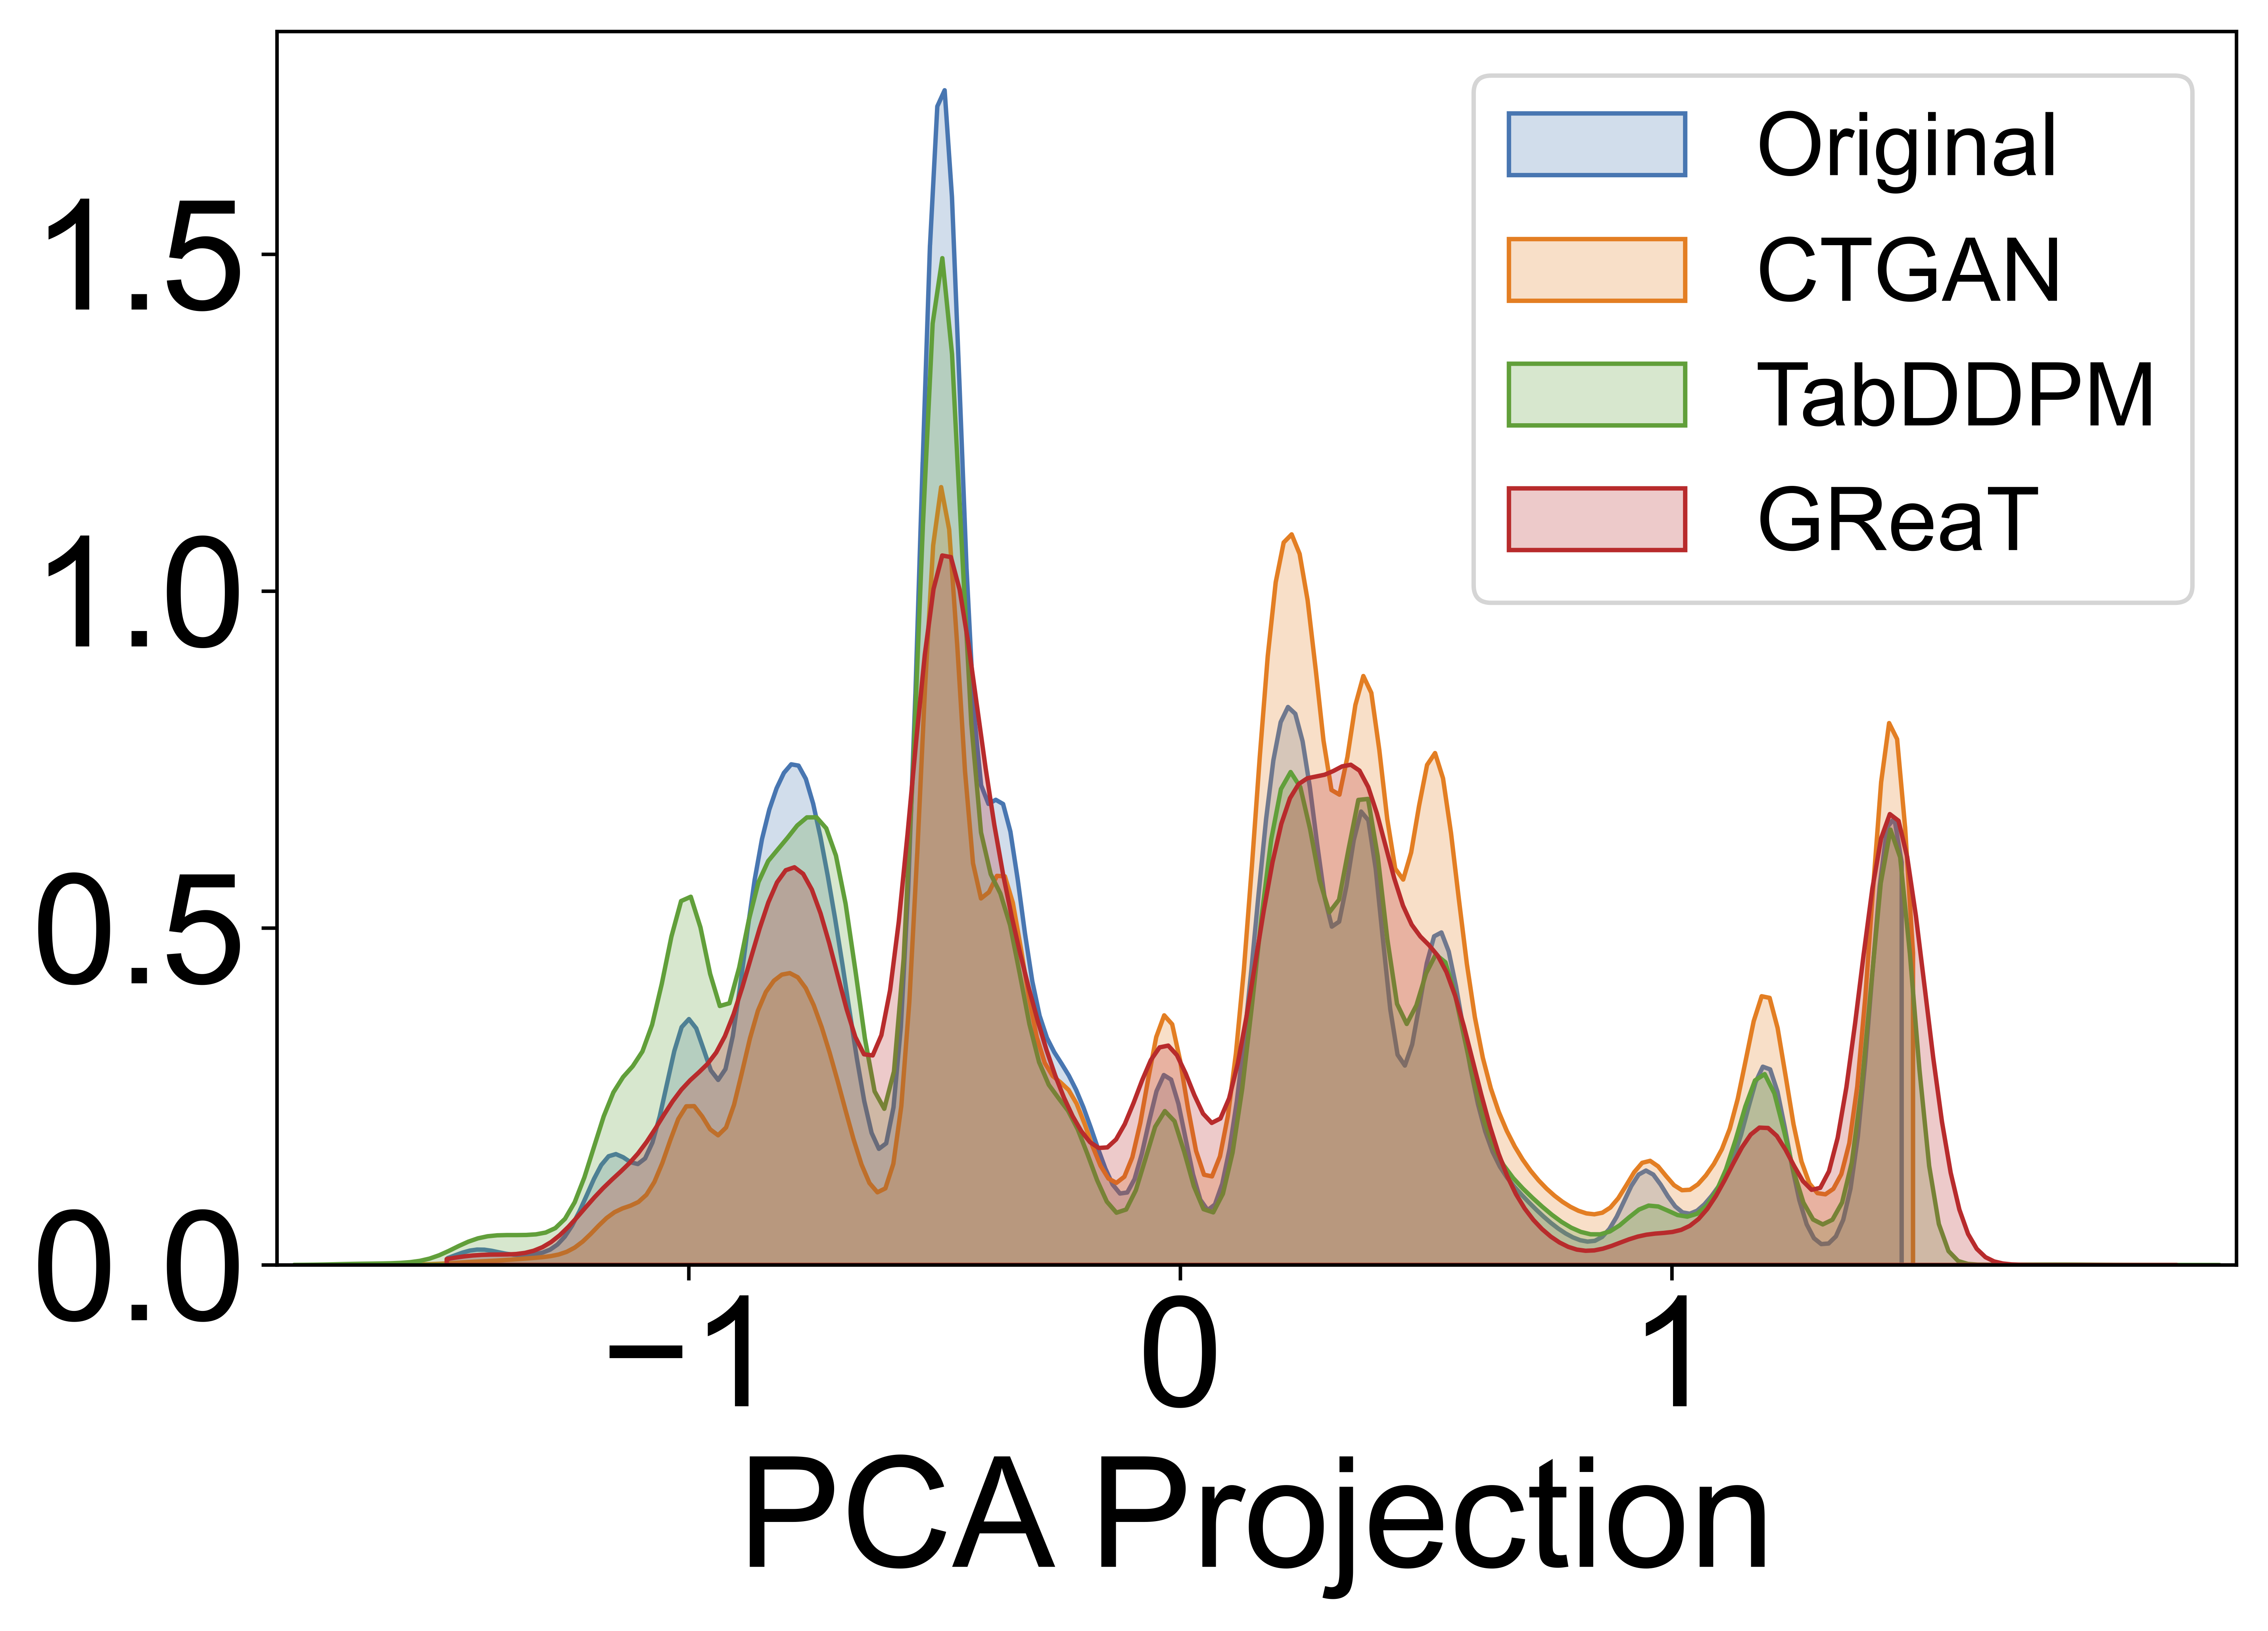 1.5
1.0
0.5
0.0
−1
0
1
PCA Projection
Original
CTGAN
TabDDPM
GReaT